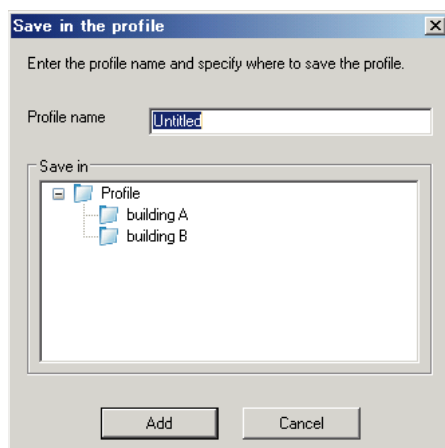 Save in the profile
Enter the profile name and specify where to save the profile.
Profile name Untitled
Save in
Profile
building A
building B
Add Cancel